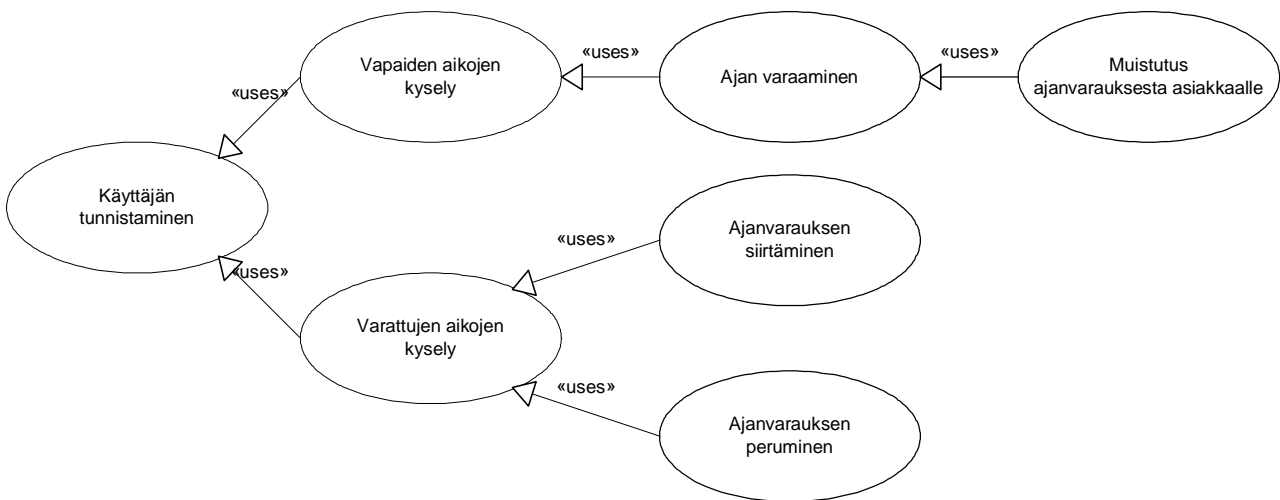 «uses»
«uses»
Vapaiden aikojen
kysely
Ajan varaaminen
Muistutus
ajanvarauksesta asiakkaalle
«uses»
Käyttäjän
tunnistaminen
«uses»
Ajanvarauksen
siirtäminen
«uses»
Varattujen aikojen
kysely
«uses»
Ajanvarauksen
peruminen